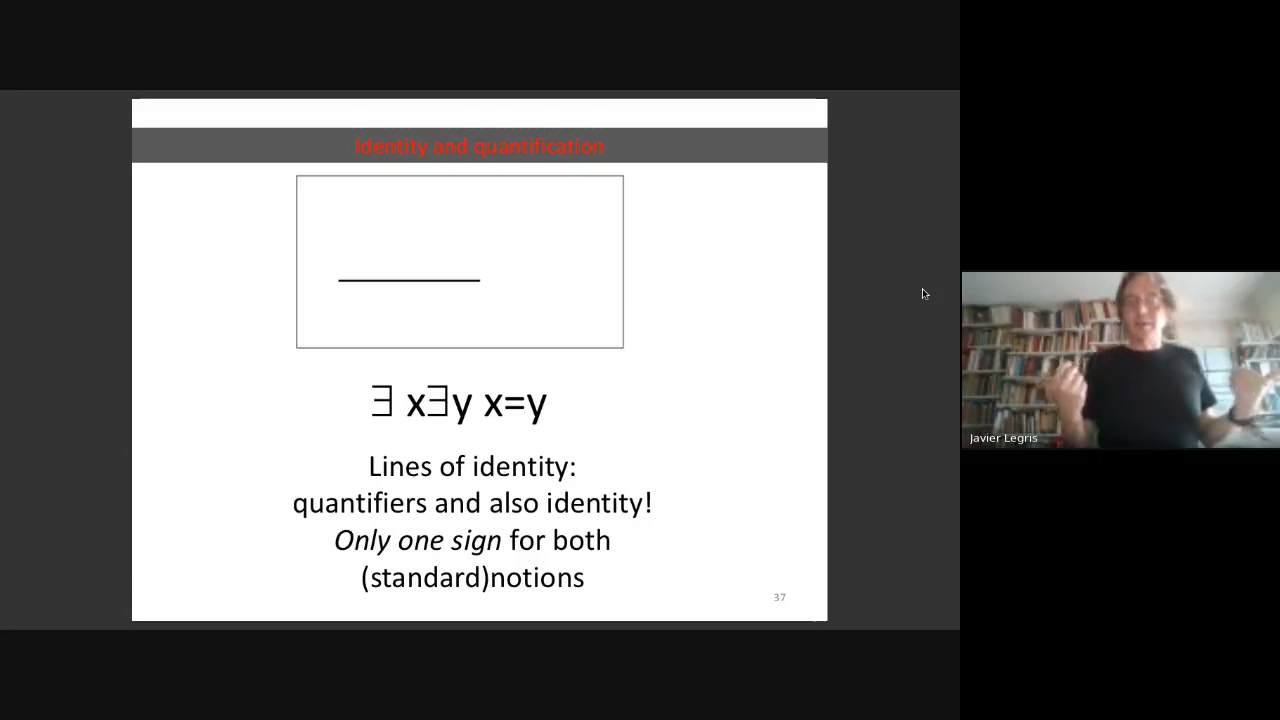 Identity and quantification
∃ x∃y x=y
Lines of identity:
quantifiers and also identity!
Only one sign for both
(standard)notions
37
Javier Legris